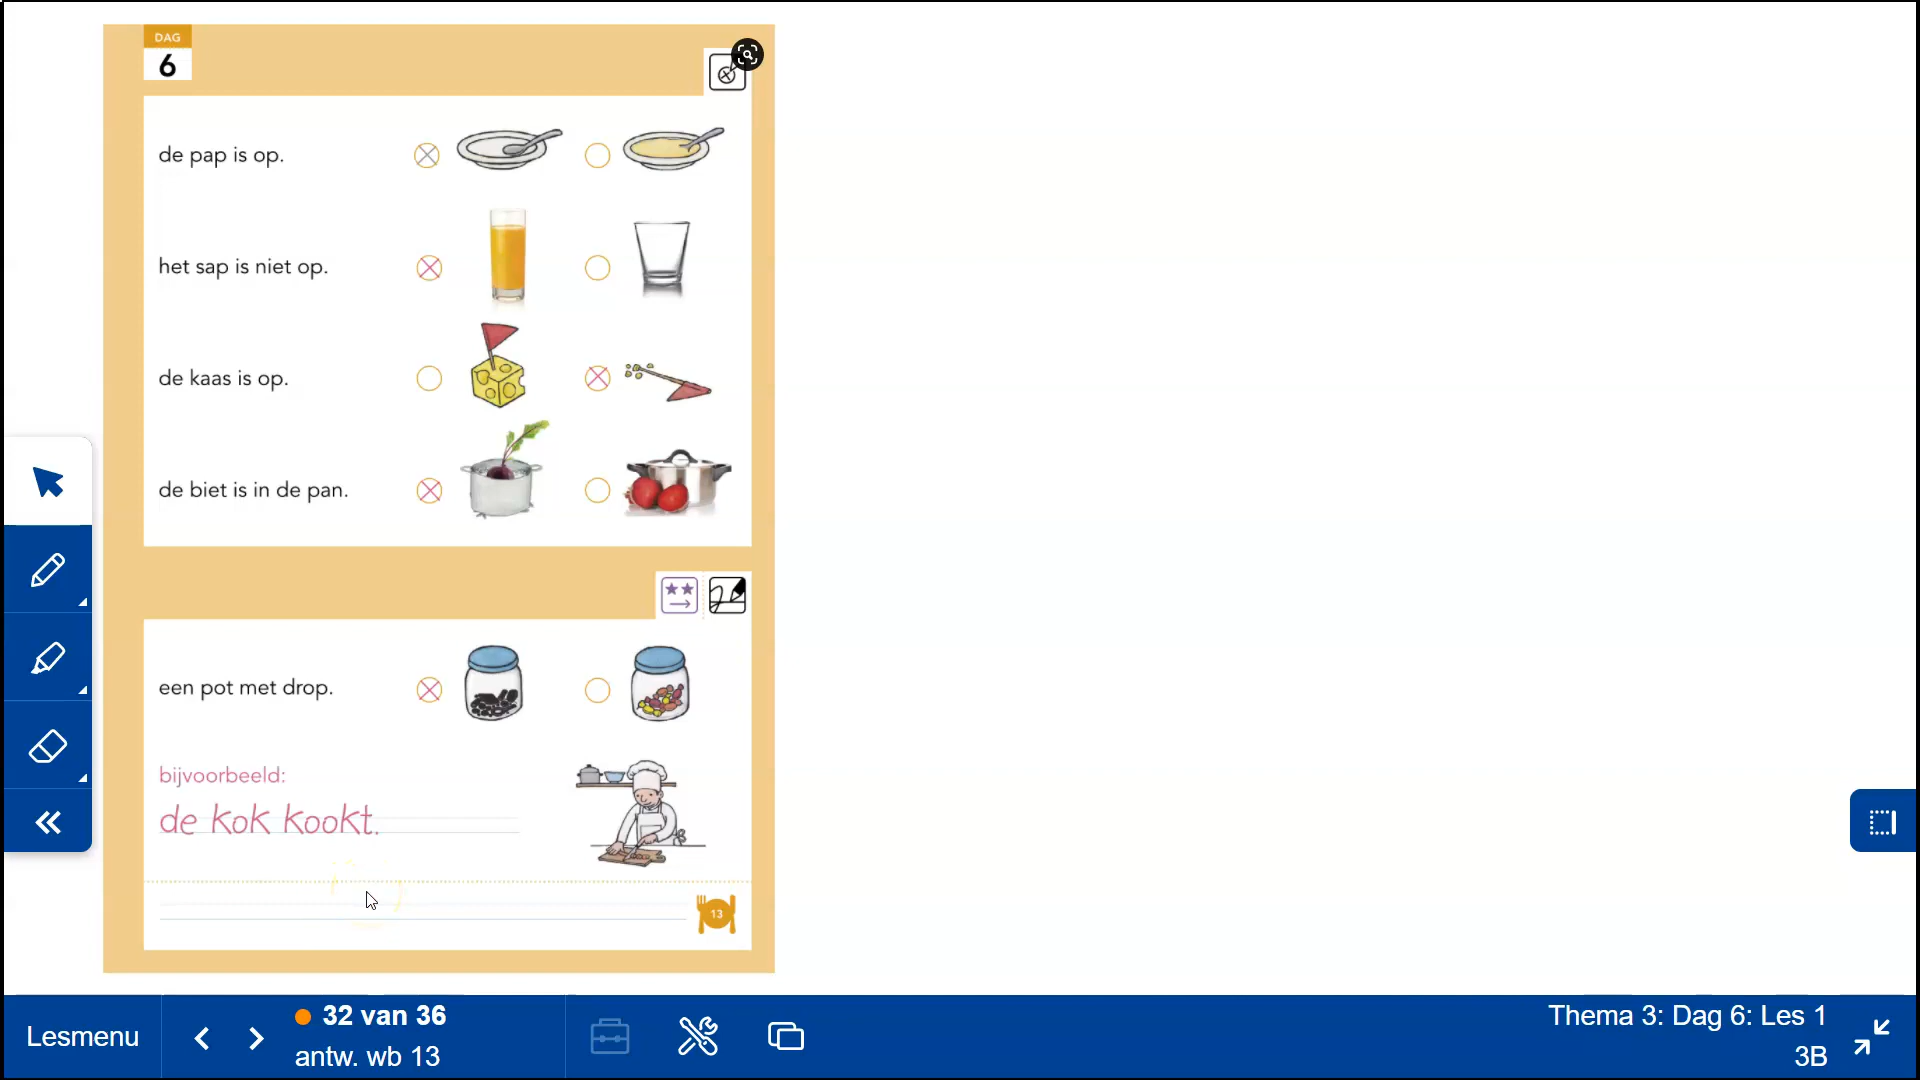 DAG
6
de pap is op.
het sap is niet op.
de kaas is op.
de biet is in de pan.
een pot met drop.
bijvoorbeeld:
de kok kookt.
13
Lesmenu
32 van 36
antw. wb 13
Thema 3: Dag 6: Les 1
3B